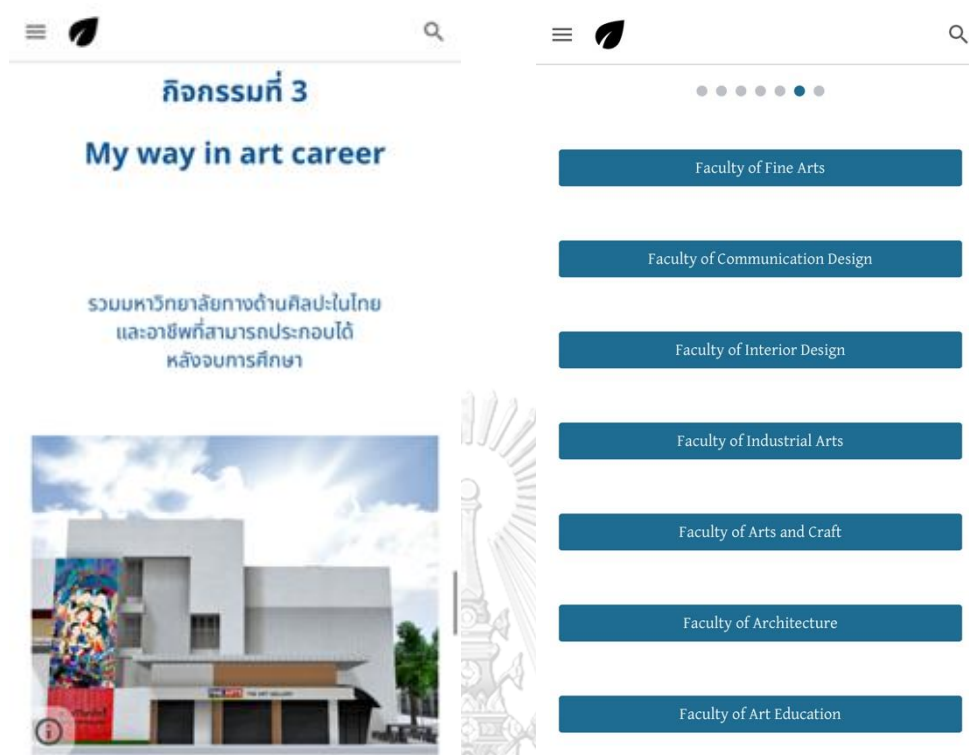 กิจกรรมที่ 3
My way in art career
รวมมหาวิทยาลัยทางด้านศิลปะในไทย
และอาชีพที่สามารถประกอบได้
หลังจบการศึกษา
FINE ARTS THE ART GALLERY
Faculty of Fine Arts
Faculty of Communication Design
Faculty of Interior Design
Faculty of Industrial Arts
Faculty of Arts and Craft
Faculty of Architecture
Faculty of Art Education